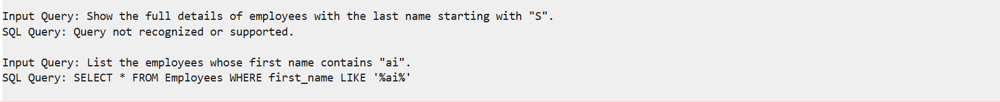 Input Query: Show the full details of employees with the last name starting with "S".
SQL Query: Query not recognized or supported.
Input Query: List the employees whose first name contains "ai".
SQL Query: SELECT * FROM Employees WHERE first_name LIKE '%ai%'